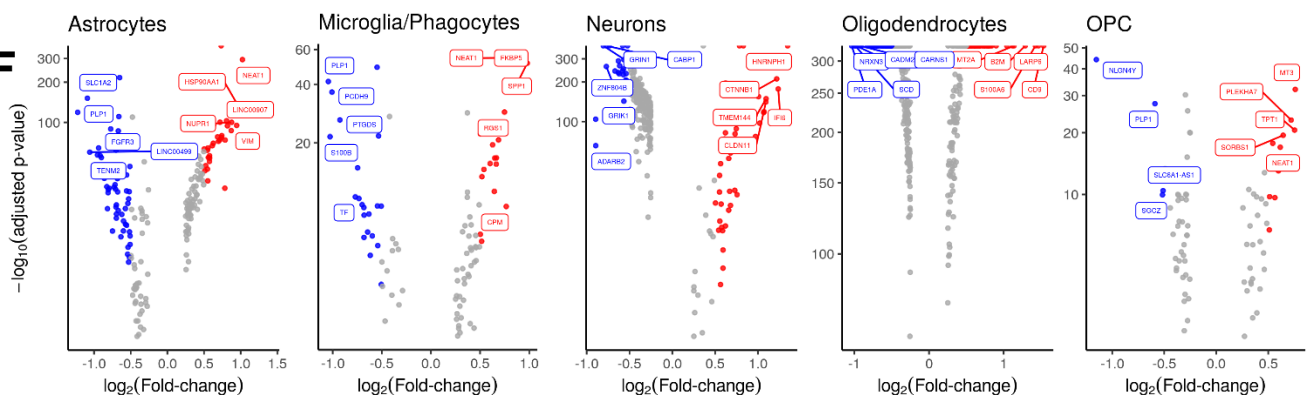 F
Astrocytes
SLC1A2
HSP90AA1
NEAT1
PLP1
NUPR1
LINC00907
FGFR3
LINC00499
VIM
TENM2
300
100
-1.0 -0.5 0.0 0.5 1.0 1.5
log2(Fold-change)
−log10(adjusted p-value)
Microglia/Phagocytes
NEAT1
FKBP5
PLP1
SPP1
PCDH9
PTGDS
RGS1
S100B
TF
CPM
60
40
20
-1.0 -0.5 0.0 0.5 1.0
log2(Fold-change)
Neurons
GRIN1
CABP1
HNRNPH1
ZNF804B
CTNNB1
GRIK1
TMEM144
IFI6
CLDN11
ADARB2
300
100
-1.0 -0.5 0.0 0.5 1.0
log2(Fold-change)
Oligodendrocytes
NRXN3
CADM2
CARNS1
MT2A
B2M
LARP6
PDE1A
SCD
S100A6
CD9
300
250
200
150
100
-1 0 1
log2(Fold-change)
OPC
NLGN4Y
MT3
PLEKHA7
PLP1
TPT1
SORBS1
SLC8A1-AS1
NEAT1
SGCZ
50
40
30
20
10
-1.0 -0.5 0.0 0.5
log2(Fold-change)